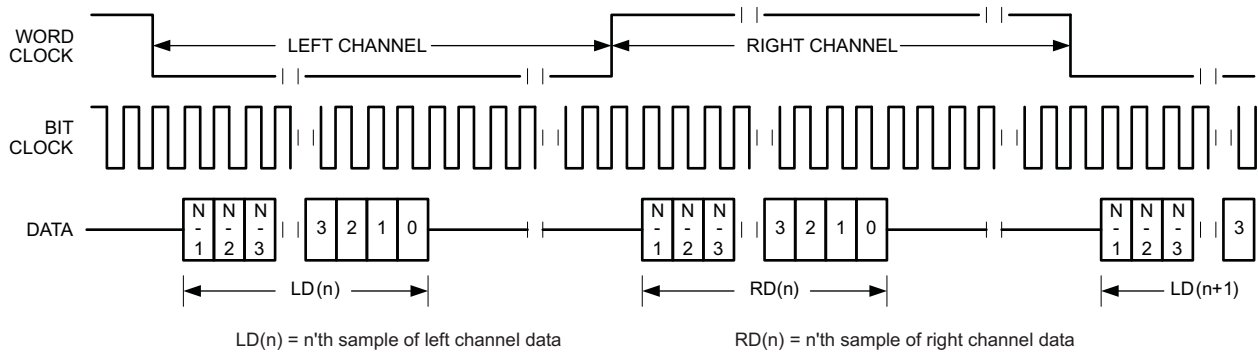 WORD
CLOCK
LEFT CHANNEL
RIGHT CHANNEL
BIT
CLOCK
DATA
N-1 N-2 N-3 3 2 1 0 N-1 N-2 N-3 3 2 1 0 N-1 N-2 N-3 3
LD(n) RD(n) LD(n+1)
LD(n) = n'th sample of left channel data RD(n) = n'th sample of right channel data